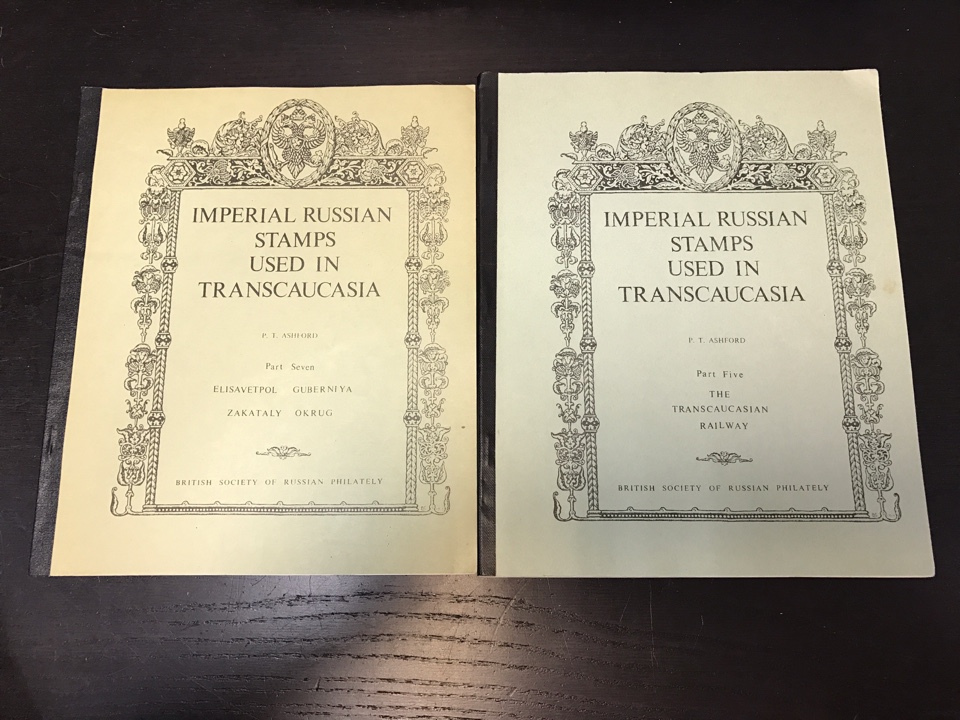 IMPERIAL RUSSIAN
STAMPS
USED IN
TRANSCAUCASIA
P. T. ASHFORD
Part Seven
ELISAVETPOL GUBERNIYA
ZAKATALY OKRUG
BRITISH SOCIETY OF RUSSIAN PHILATELY
IMPERIAL RUSSIAN
STAMPS
USED IN
TRANSCAUCASIA
P. T. ASHFORD
Part Five
THE
TRANSCAUCASIAN
RAILWAY
BRITISH SOCIETY OF RUSSIAN PHILATELY